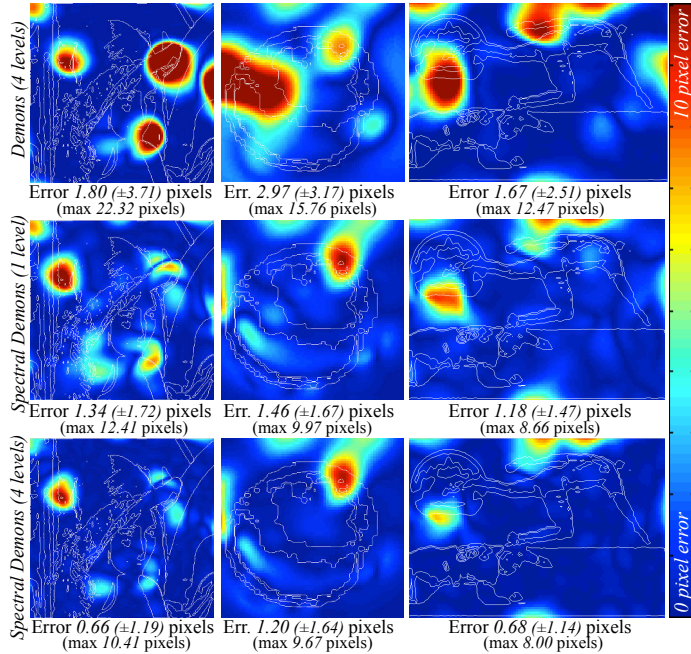 Demons (4 levels)
Error 1.80 (±3.71) pixels
(max 22.32 pixels)
Err. 2.97 (±3.17) pixels
(max 15.76 pixels)
Error 1.67 (±2.51) pixels
(max 12.47 pixels)
Spectral Demons (1 level)
Error 1.34 (±1.72) pixels
(max 12.41 pixels)
Err. 1.46 (±1.67) pixels
(max 9.97 pixels)
Error 1.18 (±1.47) pixels
(max 8.66 pixels)
Spectral Demons (4 levels)
Error 0.66 (±1.19) pixels
(max 10.41 pixels)
Err. 1.20 (±1.64) pixels
(max 9.67 pixels)
Error 0.68 (±1.14) pixels
(max 8.00 pixels)
10 pixel error
0 pixel error